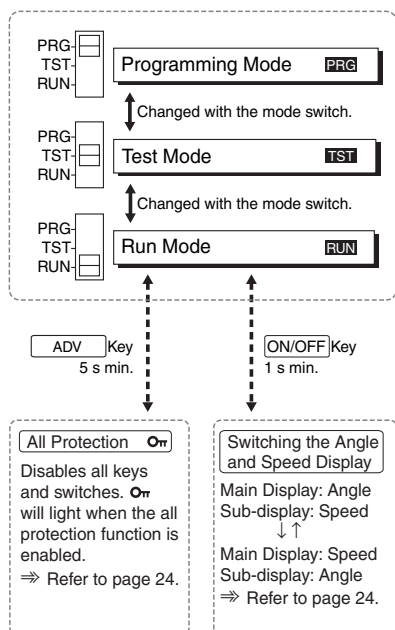 PRG
TST
RUN
Programming Mode PRG
Changed with the mode switch.
PRG
TST
RUN
Test Mode TST
Changed with the mode switch.
PRG
TST
RUN
Run Mode RUN
ADV Key
5 s min.
ON/OFF Key
1 s min.
All Protection
Disables all keys
and switches.
will light when the all
protection function is
enabled.
⇒ Refer to page 24.
Switching the Angle
and Speed Display
Main Display: Angle
Sub-display: Speed
↓↑
Main Display: Speed
Sub-display: Angle
⇒ Refer to page 24.